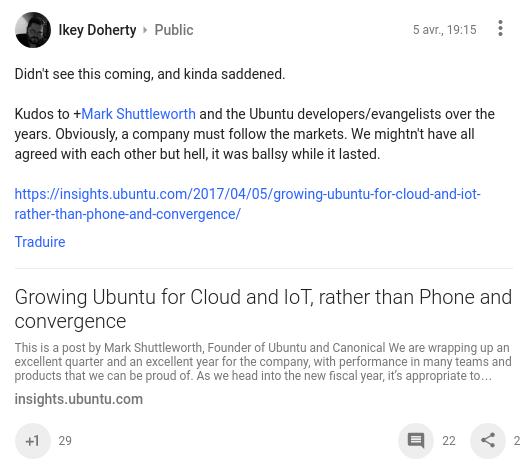 Ikey Doherty ▸ Public 5 avr., 19:15
Didn't see this coming, and kinda saddened.
Kudos to +Mark Shuttleworth and the Ubuntu developers/evangelists over the
years. Obviously, a company must follow the markets. We mightn't have all
agreed with each other but hell, it was ballsy while it lasted.
https://insights.ubuntu.com/2017/04/05/growing-ubuntu-for-cloud-and-iot-
rather-than-phone-and-convergence/
Traduire
Growing Ubuntu for Cloud and IoT, rather than Phone and
convergence
This is a post by Mark Shuttleworth, Founder of Ubuntu and Canonical We are wrapping up an
excellent quarter and an excellent year for the company, with performance in many teams and
products that we can be proud of. As we head into the new fiscal year, it's appropriate to…
insights.ubuntu.com
+1 29 22 2